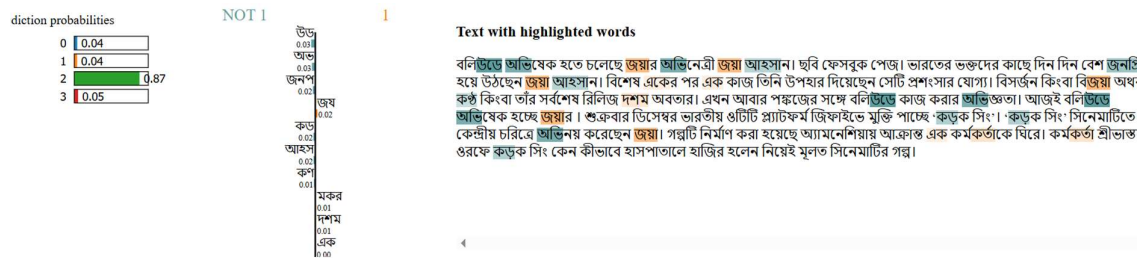 diction probabilities
0 0.04
1 0.04
2 0.87
3 0.05
NOT 1
1
উড
0.03
অভ
0.03
জনপ
0.02
জয
0.02
কড
0.02
আহস
0.02
কণ
0.01
মকর
0.01
দশম
0.01
এক
0.00
Text with highlighted words
বলিউডে অভিষেক হতে চলেছে জয়ার অভিনেত্রী জয়া আহসান। ছবি ফেসবুক পেজ। ভারতের ভক্তদের কাছে দিন দিন বেশ জনপ্রি
হয়ে উঠছেন জয়া আহসান। বিশেষ একের পর এক কাজ তিনি উপহার দিয়েছেন সেটি প্রশংসার যোগ্য। বিসর্জন কিংবা বিজয়া অথব
কণ্ঠ কিংবা তাঁর সর্বশেষ রিলিজ দশম অবতার। এখন আবার পঙ্কজের সঙ্গে বলিউডে কাজ করার অভিজ্ঞতা। আজই বলিউডে
অভিষেক হচ্ছে জয়ার। শুক্রবার ডিসেম্বর ভারতীয় ওটিটি প্ল্যাটফর্ম জিফাইভে মুক্তি পাচ্ছে ‘কড়ক সিং’। ‘কড়ক সিং’ সিনেমাটিতে
কেন্দ্রীয় চরিত্রে অভিনয় করেছেন জয়া। গল্পটি নির্মাণ করা হয়েছে অ্যামনেশিয়ায় আক্রান্ত এক কর্মকর্তাকে ঘিরে। কর্মকর্তা শ্রীভাস্ত
ওরফে কড়ক সিং কেন কীভাবে হাসপাতালে হাজির হলেন নিয়েই মূলত সিনেমাটির গল্প।